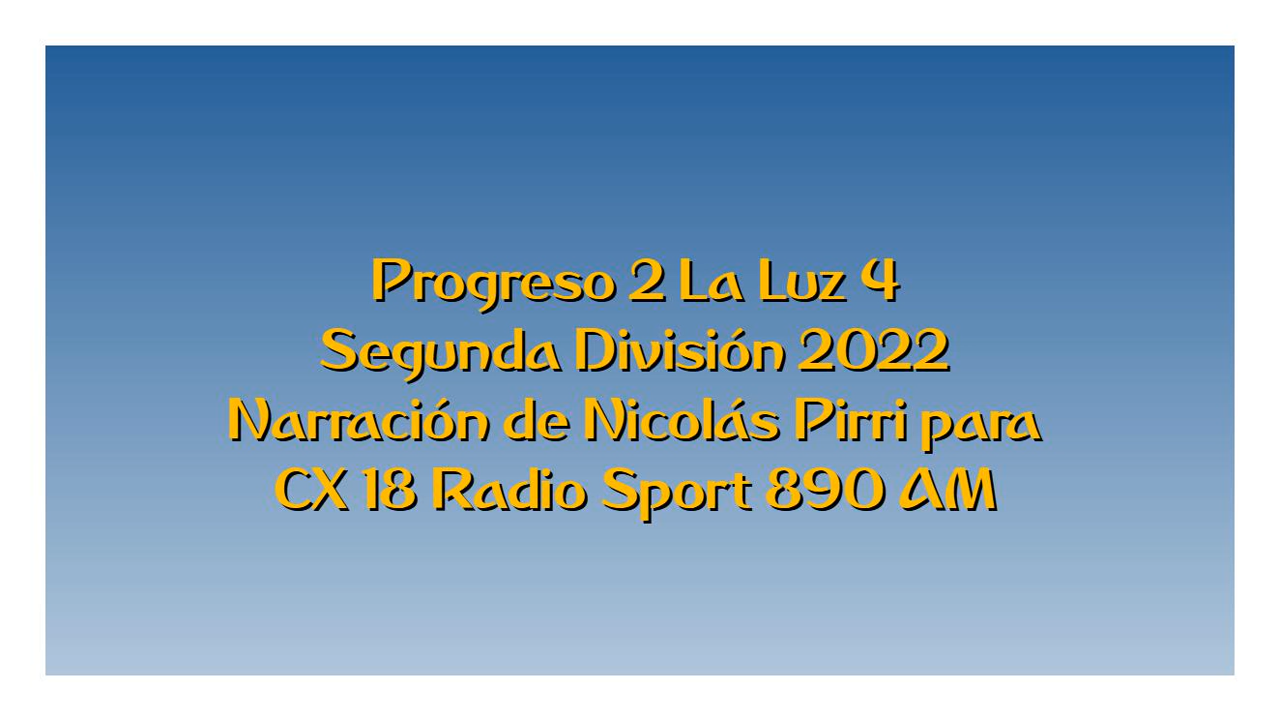 Progreso 2 La Luz 4
Segunda División 2022
Narración de Nicolás Pirri para
CX 18 Radio Sport 890 AM